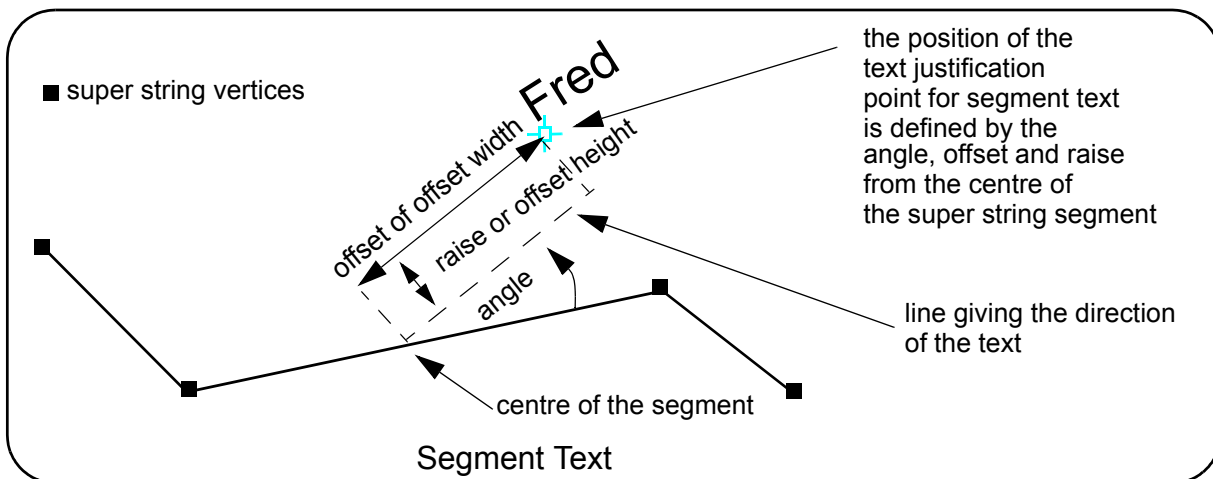 super string vertices
Fred
offset of offset width
raise or offset height
angle
the position of the
text justification
point for segment text
is defined by the
angle, offset and raise
from the centre of
the super string segment
line giving the direction
of the text
centre of the segment
Segment Text